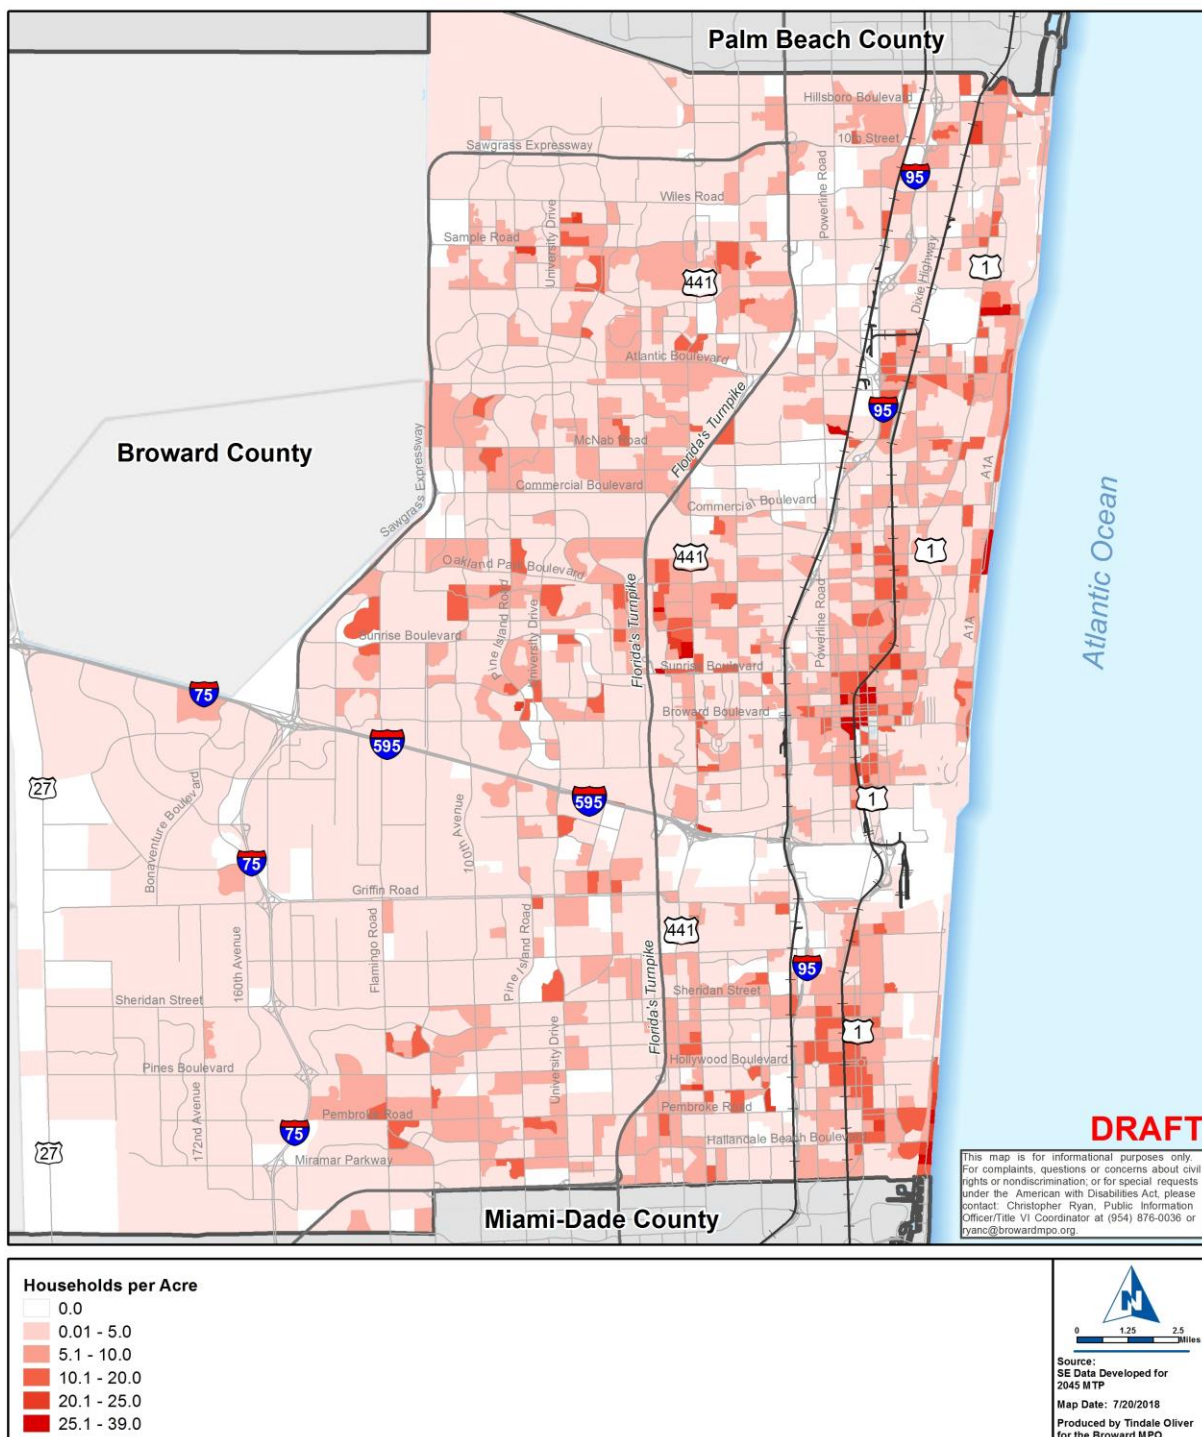 Palm Beach County
Hillsboro Boulevard
10th Street
Sawgrass Expressway
95
Wiles Road
Powerline Road
University Drive
Sample Road
441
1
Dixie Highway
Atlantic Boulevard
Florida's Turnpike
95
Broward County
McNab Road
Sawgrass Expressway
A1A
Commercial Boulevard
Commercial Boulevard
Atlantic Ocean
Oakland Park Boulevard
441
1
Pine Island Road
University Drive
Florida's Turnpike
Powerline Road
Sunrise Boulevard
A1A
Sunrise Boulevard
75
Broward Boulevard
595
27
595
1
Bonaventure Boulevard
100th Avenue
75
Griffin Road
441
160th Avenue
Flamingo Road
Pine Island Road
Florida's Turnpike
95
Sheridan Street
Sheridan Street
University Drive
1
Hollywood Boulevard
Pines Boulevard
172nd Avenue
Pembroke Road
Pembroke Road
75
Hallandale Beach Boulevard
27
Miramar Parkway
DRAFT
This map is for informational purposes only.
For complaints, questions or concerns about civil
rights or nondiscrimination; or for special requests
under the American with Disabilities Act, please
contact: Christopher Ryan, Public Information
Officer/Title VI Coordinator at (954) 876-0036 or
ryanc@browardmpo.org.
Miami-Dade County
Households per Acre
0.0
0.01 - 5.0
5.1 - 10.0
10.1 - 20.0
20.1 - 25.0
25.1 - 39.0
N
0 1.25 2.5
Miles
Source:
SE Data Developed for
2045 MTP
Map Date: 7/20/2018
Produced by Tindale Oliver
for the Broward MPO